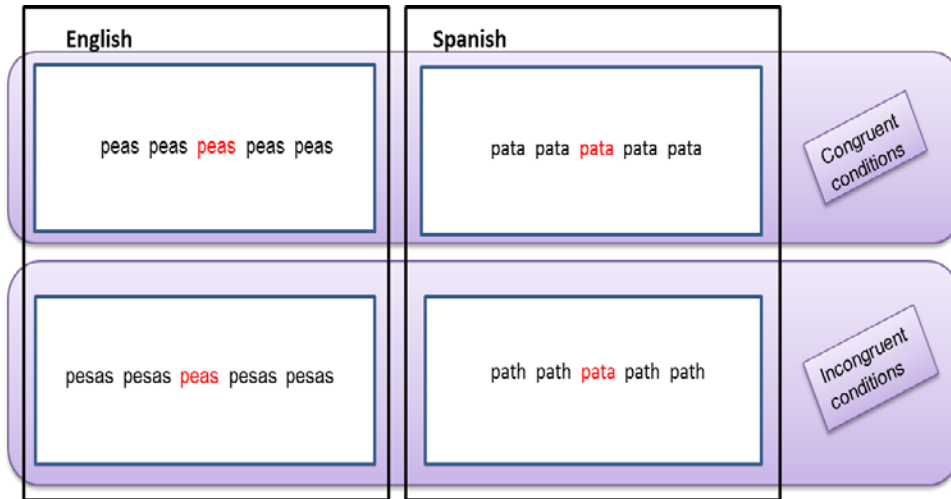 English
Spanish
peas peas peas peas peas
pata pata pata pata pata
Congruent
conditions
pesas pesas peas pesas pesas
path path pata path path
Incongruent
conditions